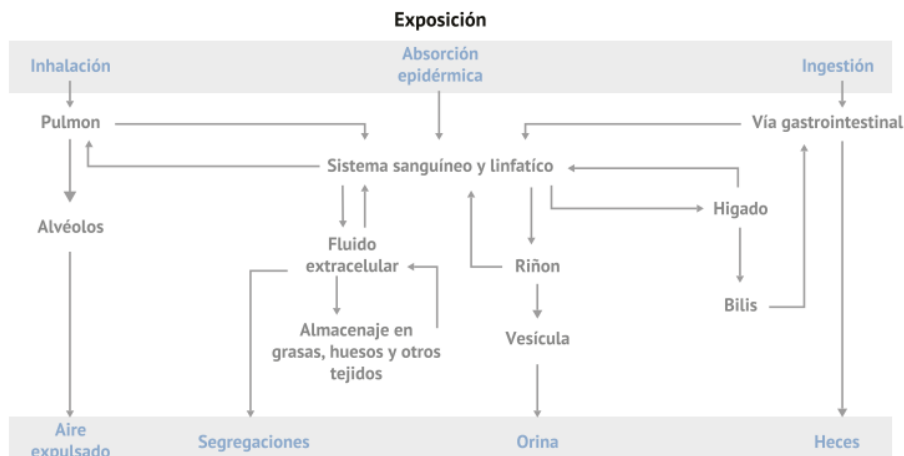 Exposición
Inhalación
Absorción
epidérmica
Ingestión
Pulmon
Vía gastrointestinal
Sistema sanguíneo y linfatíco
Alvéolos
Higado
Fluido
extracelular
Riñon
Bilis
Almacenaje en
grasas, huesos y otros
tejidos
Vesícula
Aire
expulsado
Segregaciones
Orina
Heces